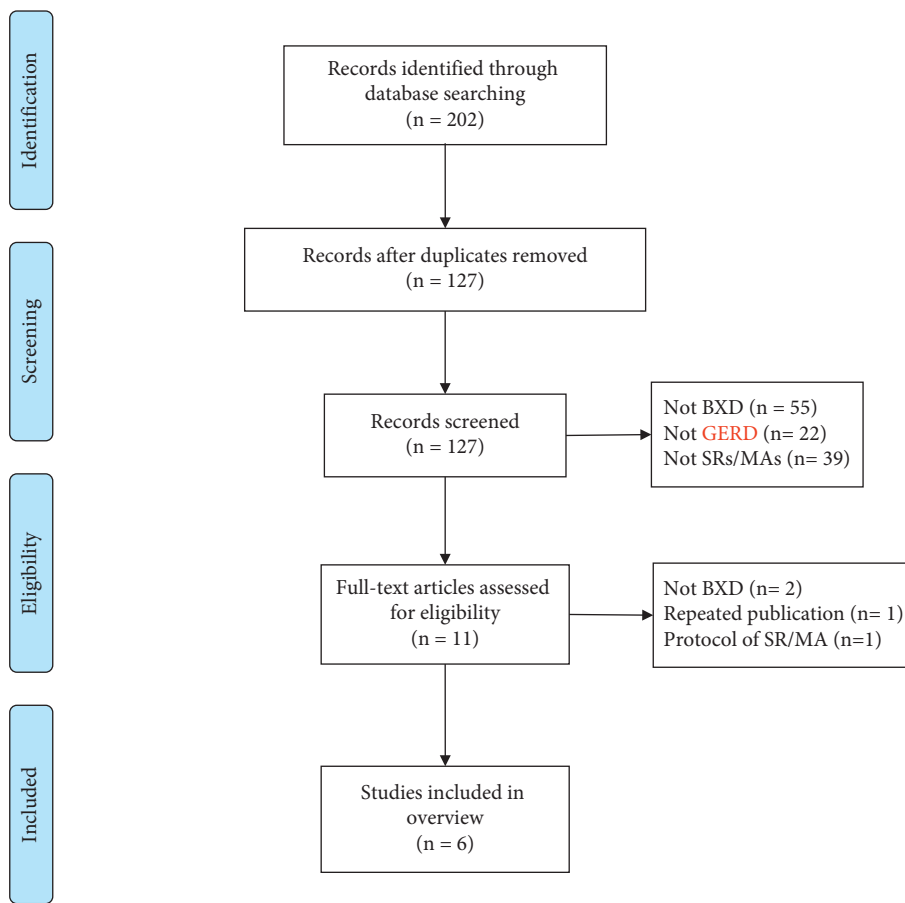 Identification
Records identified through
database searching
(n = 202)
Screening
Records after duplicates removed
(n = 127)
Records screened
(n = 127)
Not BXD (n = 55)
Not GERD (n= 22)
Not SRs/MAs (n= 39)
Eligibility
Full-text articles assessed
for eligibility
(n = 11)
Not BXD (n= 2)
Repeated publication (n= 1)
Protocol of SR/MA (n=1)
Included
Studies included in
overview
(n = 6)